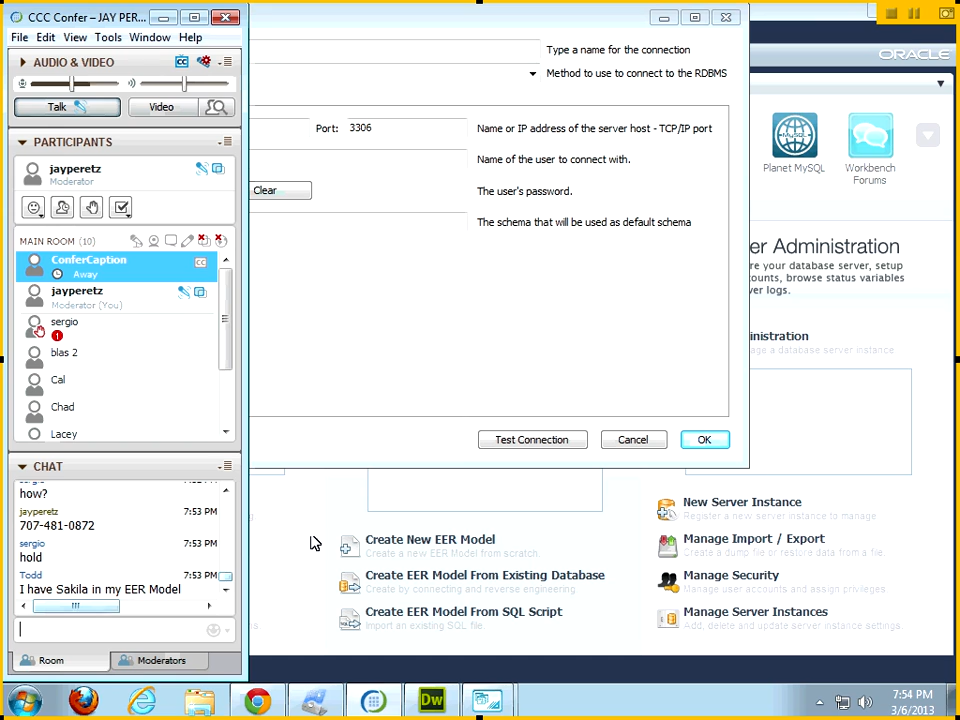 CCC Confer – JAY PER...
File Edit View Tools Window Help
AUDIO & VIDEO
Talk
Video
PARTICIPANTS
jayperetz
Moderator
MAIN ROOM (10)
ConferCaption
Away
jayperetz
Moderator (You)
sergio
1
blas 2
Cal
Chad
Lacey
CHAT
how?
jayperetz 7:53 PM
707-481-0872
sergio 7:53 PM
hold
Todd 7:53 PM
I have Sakila in my EER Model
Room
Moderators
Type a name for the connection
Method to use to connect to the RDBMS
Port: 3306
Name or IP address of the server host - TCP/IP port
Name of the user to connect with.
Clear
The user's password.
The schema that will be used as default schema
Test Connection
Cancel
OK
ORACLE
Planet MySQL
Workbench
Forums
er Administration
re your database server, setup
ounts, browse status variables
ver logs.
inistration
age a database server instance
Create New EER Model
Create a new EER Model from scratch.
Create EER Model From Existing Database
Create by connecting and reverse engineering
Create EER Model From SQL Script
Import an existing SQL file.
New Server Instance
Register a new server instance to manage
Manage Import / Export
Create a dump file or restore data from a file.
Manage Security
Manage user accounts and assign privileges.
Manage Server Instances
Add, delete and update server instance settings.
Dw
7:54 PM
3/6/2013